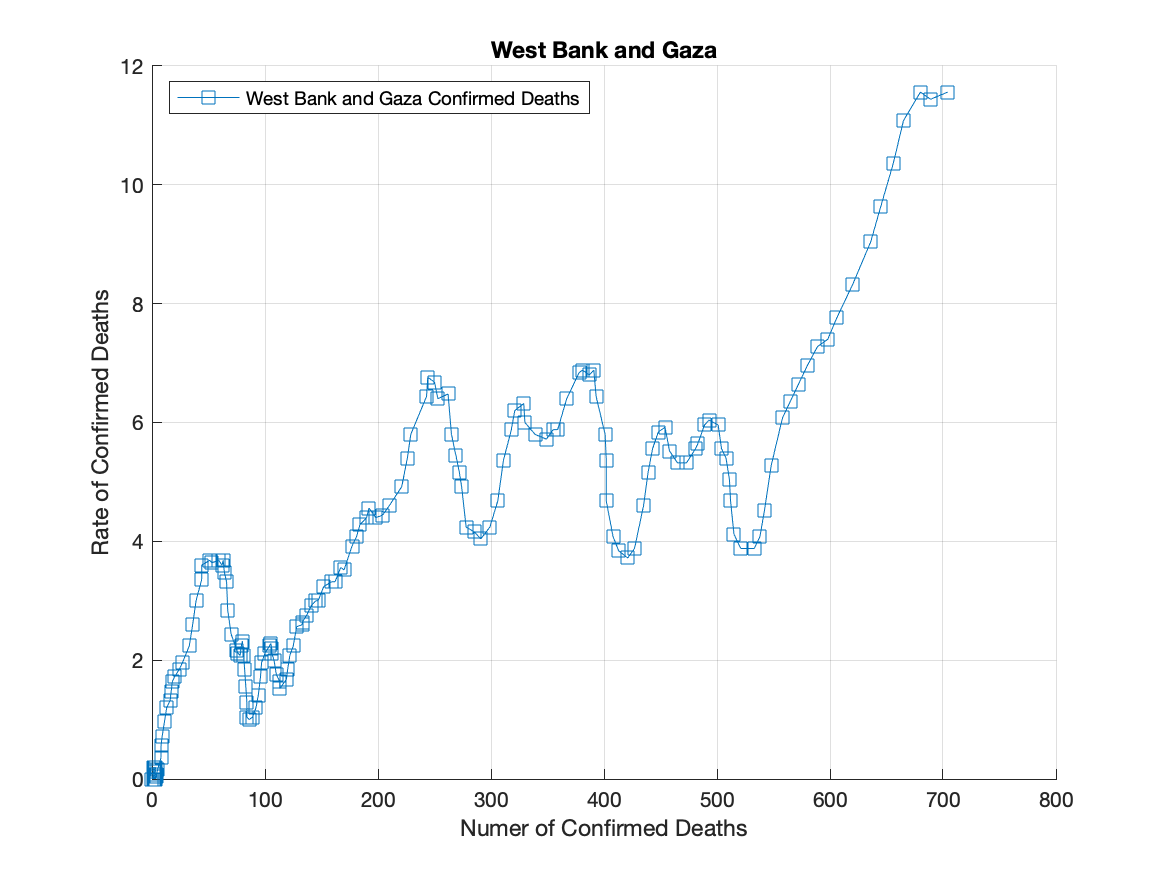 West Bank and Gaza
West Bank and Gaza Confirmed Deaths
12
10
8
6
4
2
0
Rate of Confirmed Deaths
0 100 200 300 400 500 600 700 800
Numer of Confirmed Deaths